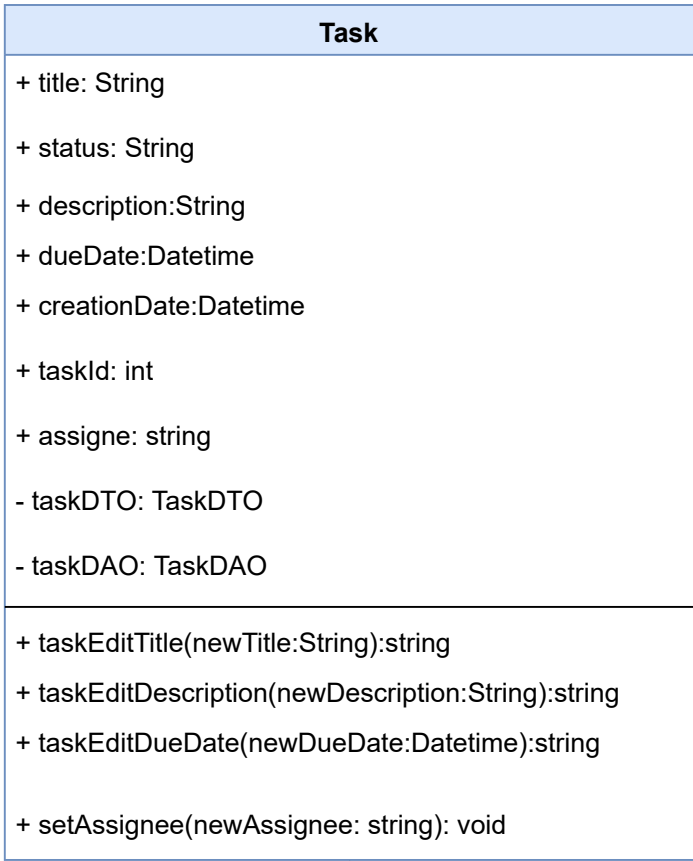 Task
+ title: String
+ status: String
+ description:String
+ dueDate:Datetime
+ creationDate:Datetime
+ taskId: int
+ assigne: string
- taskDTO: TaskDTO
- taskDAO: TaskDAO
+ taskEditTitle(newTitle:String):string
+ taskEditDescription(newDescription:String):string
+ taskEditDueDate(newDueDate:Datetime):string
+ setAssignee(newAssignee: string): void